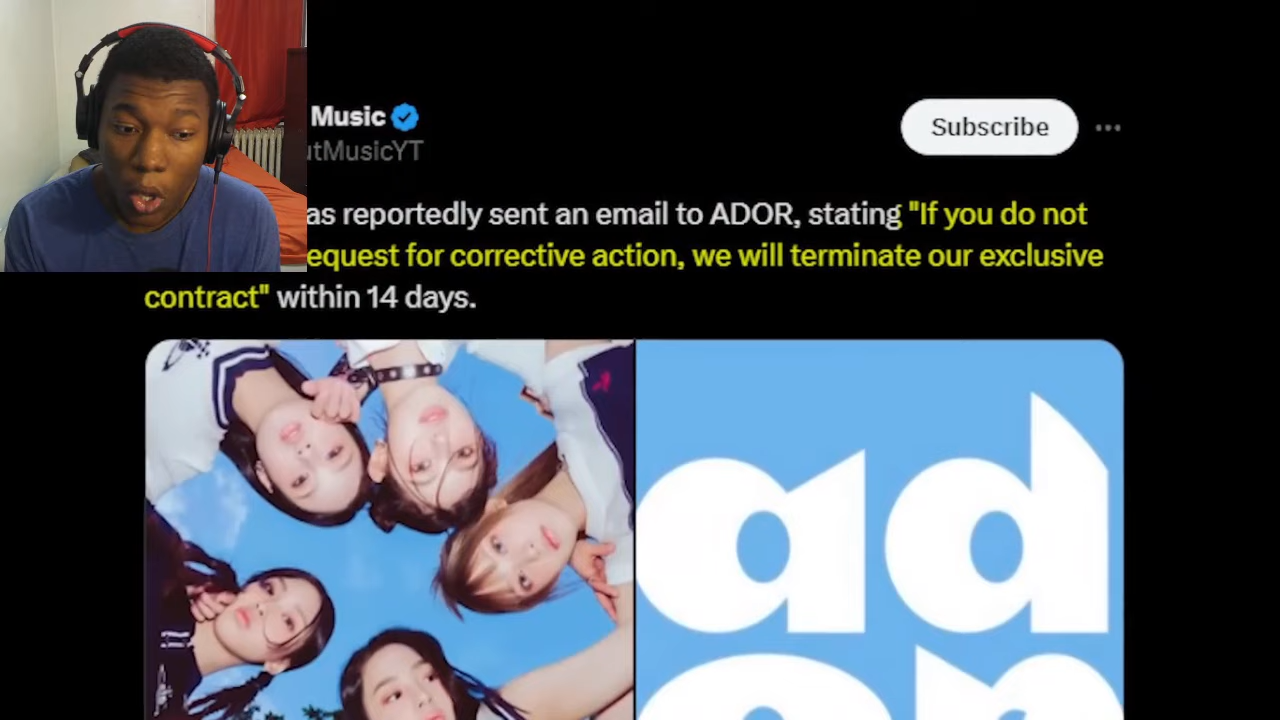 Music
utMusicYT
Subscribe
as reportedly sent an email to ADOR, stating "If you do not
equest for corrective action, we will terminate our exclusive
contract" within 14 days.
ad